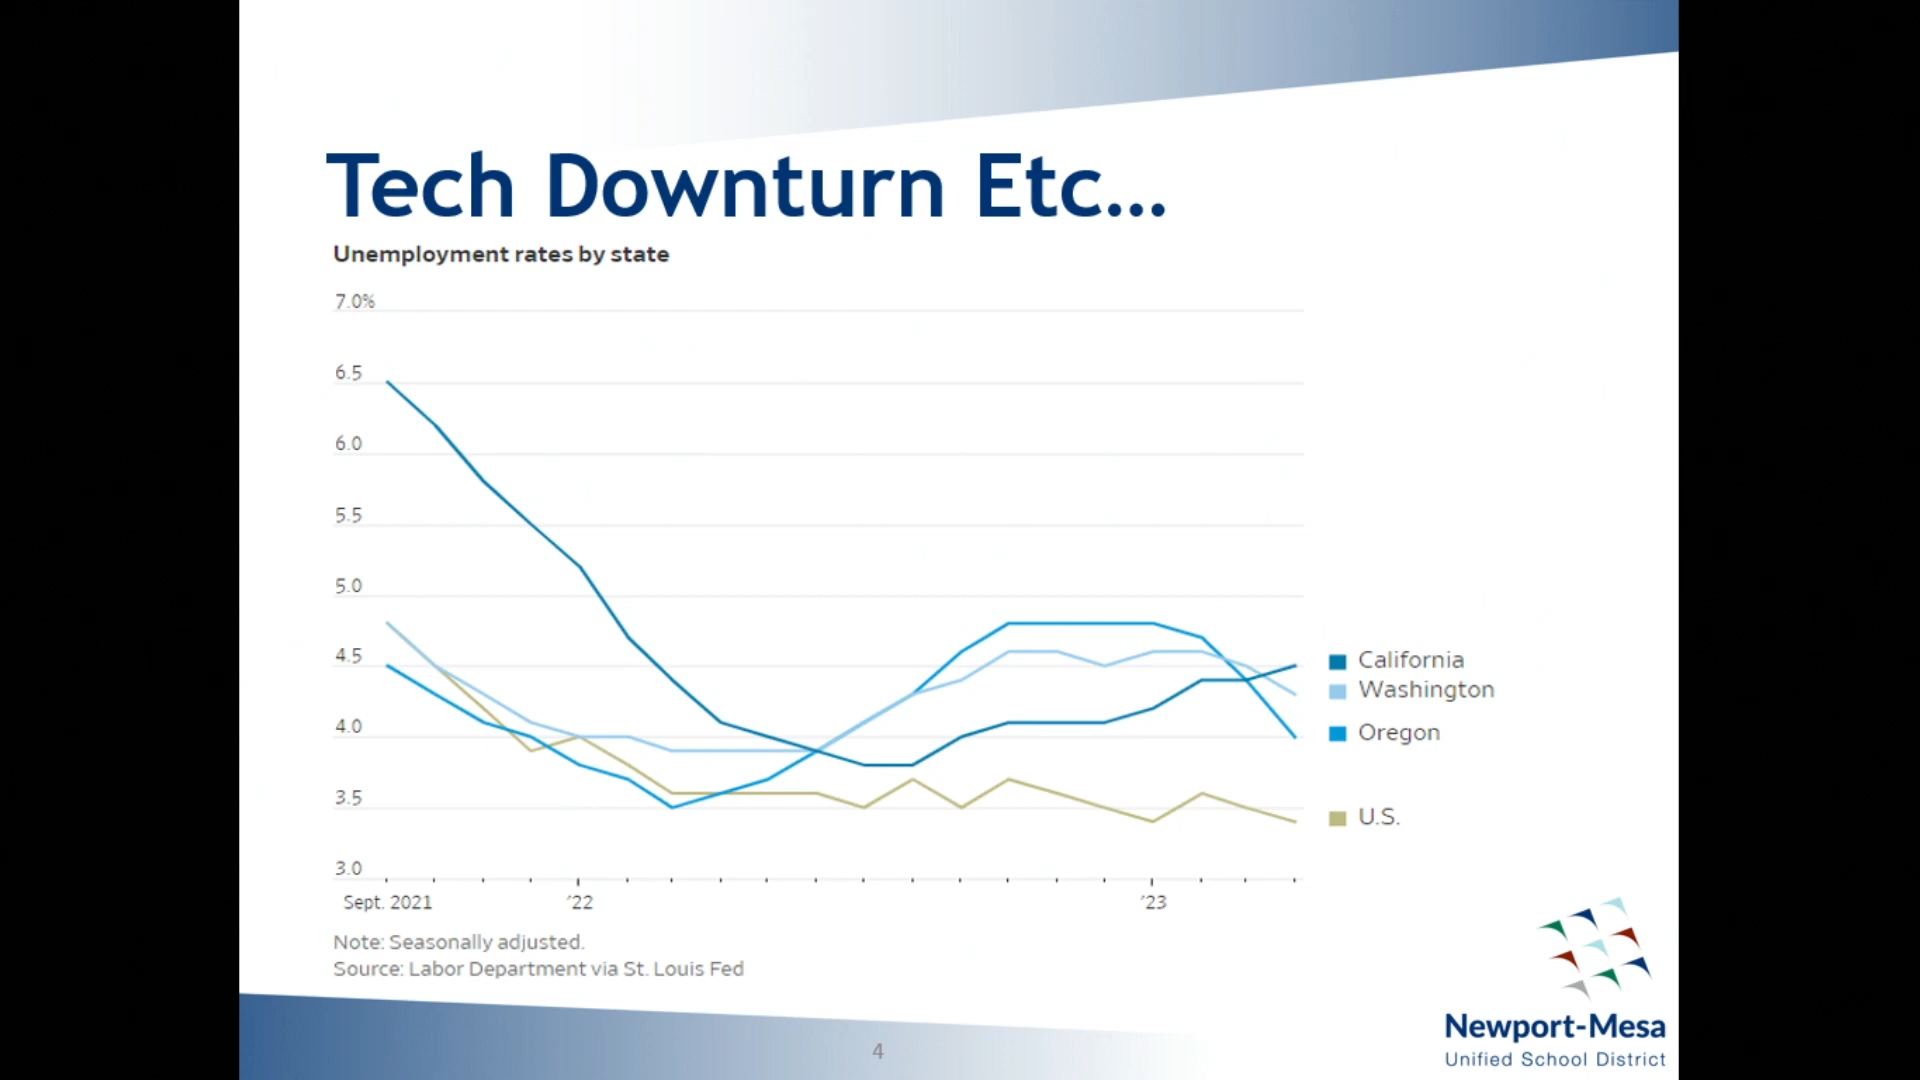 Tech Downturn Etc...
Unemployment rates by state
7.0%
6.5
6.0
5.5
5.0
4.5
4.0
3.5
3.0
Sept. 2021 ’22 ’23
California
Washington
Oregon
U.S.
Note: Seasonally adjusted.
Source: Labor Department via St. Louis Fed
4
Newport-Mesa
Unified School District